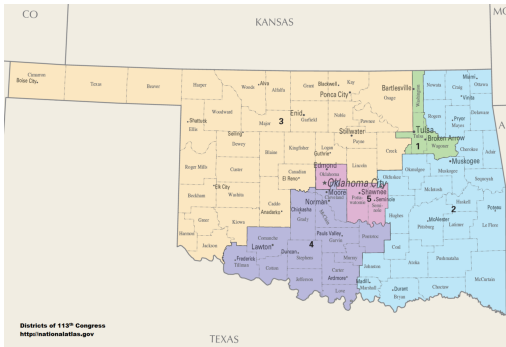 CO
KANSAS
MO
Cimarron
Boise City
Texas
Beaver
Harper
Woods
Alva
Alfalfa
Grant
Blackwell
Kay
Ponca City
Osage
Bartlesville
Washington
Nowata
Craig
Miami
Ottawa
Vinita
Delaware
Rogers
Pryor
Mayes
Woodward
Major
Enid
Garfield
Noble
Pawnee
3
Shattuck
Ellis
Seiling
Dewey
Blaine
Kingfisher
Logan
Guthrie
Stillwater
Payne
Creek
Tulsa
Tulsa
1
Broken Arrow
Wagoner
Cherokee
Adair
Muskogee
Muskogee
Roger Mills
Custer
Canadian
El Reno
Edmond
Oklahoma
Lincoln
Oklahoma City
Okfuskee
Okmulgee
McIntosh
Sequoyah
Elk City
Beckham
Washita
Caddo
Anadarko
Moore
Norman
Cleveland
Shawnee
5
Seminole
Hughes
Haskell
2
Poteau
Le Flore
McAlester
Pittsburg
Latimer
Greer
Kiowa
Harmon
Jackson
Chickasha
Grady
McClain
Pauls Valley
Garvin
Pontotoc
Coal
Atoka
Pushmataha
McCurtain
Comanche
Lawton
4
Duncan
Stephens
Murray
Johnston
Frederick
Tillman
Cotton
Jefferson
Carter
Ardmore
Love
Madill
Marshall
Durant
Bryan
Choctaw
Districts of 113th Congress
http://nationalatlas.gov
TEXAS